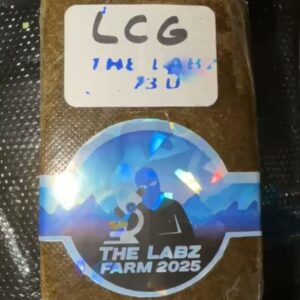 LCG
THE LABZ
THE LABZ
FARM 2025